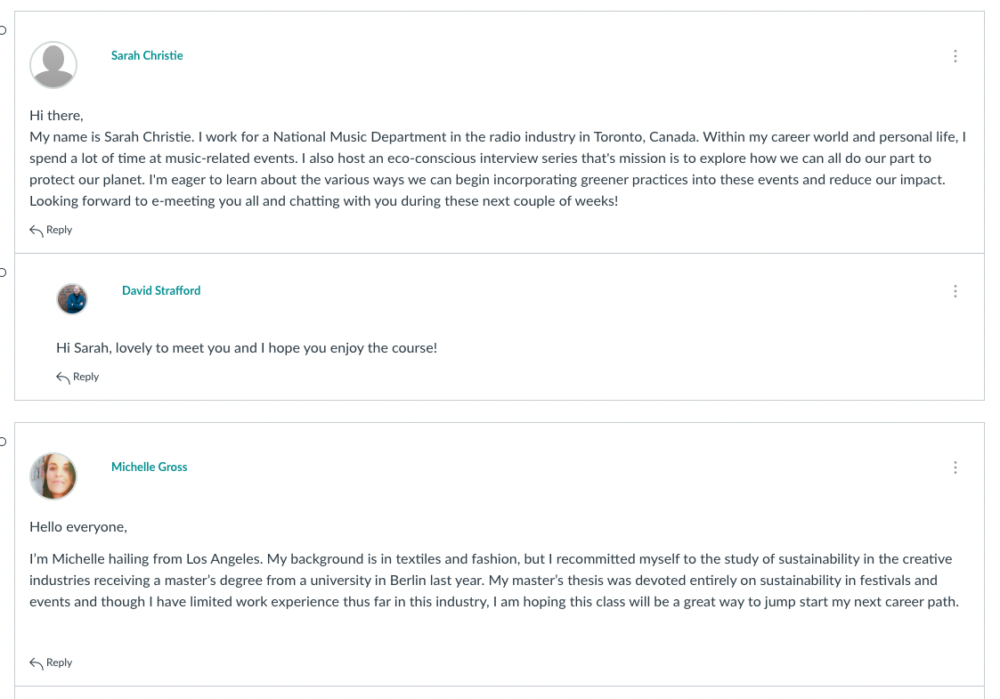 Sarah Christie
Hi there,
My name is Sarah Christie. I work for a National Music Department in the radio industry in Toronto, Canada. Within my career world and personal life, I
spend a lot of time at music-related events. I also host an eco-conscious interview series that's mission is to explore how we can all do our part to
protect our planet. I'm eager to learn about the various ways we can begin incorporating greener practices into these events and reduce our impact.
Looking forward to e-meeting you all and chatting with you during these next couple of weeks!
Reply
David Strafford
Hi Sarah, lovely to meet you and I hope you enjoy the course!
Reply
Michelle Gross
Hello everyone,
I’m Michelle hailing from Los Angeles. My background is in textiles and fashion, but I recommitted myself to the study of sustainability in the creative
industries receiving a master’s degree from a university in Berlin last year. My master’s thesis was devoted entirely on sustainability in festivals and
events and though I have limited work experience thus far in this industry, I am hoping this class will be a great way to jump start my next career path.
Reply